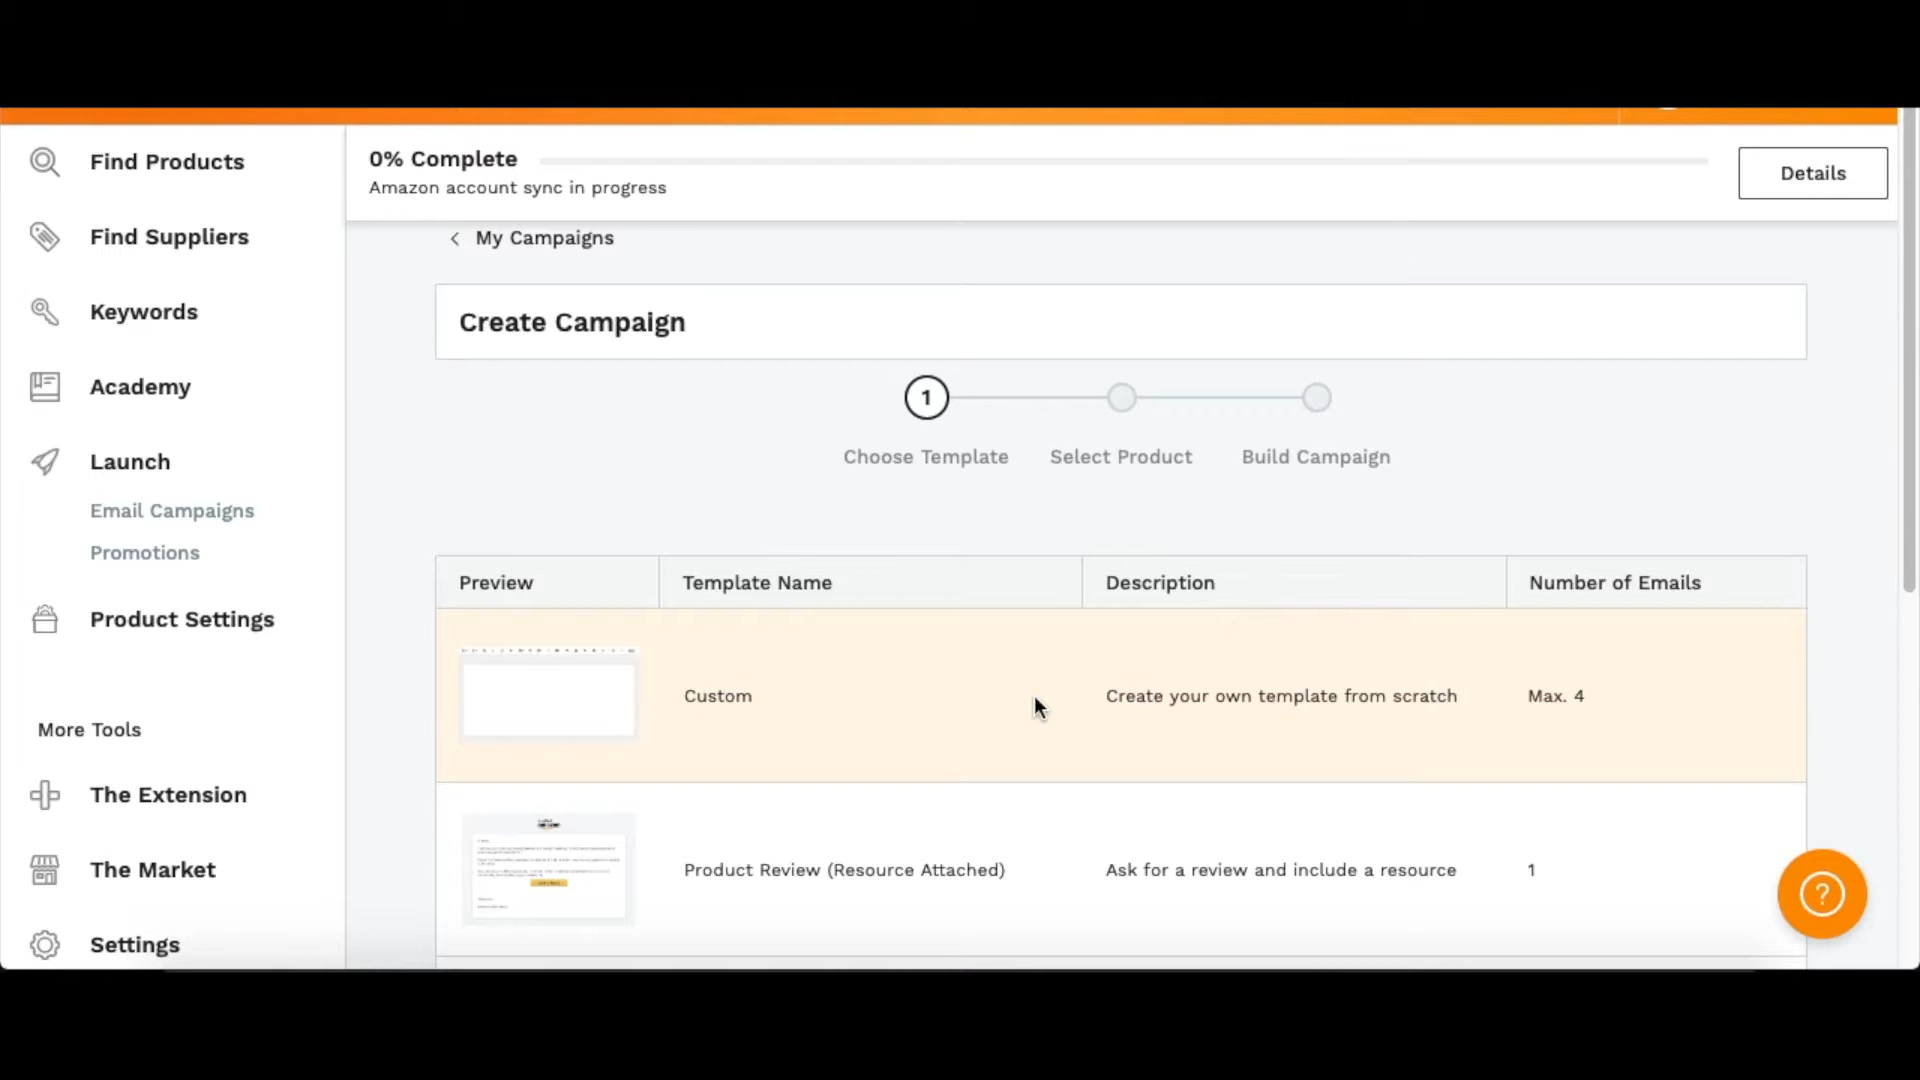 Find Products
Find Suppliers
Keywords
Academy
Launch
Email Campaigns
Promotions
Product Settings
More Tools
The Extension
The Market
Settings
0% Complete
Amazon account sync in progress
Details
My Campaigns
Create Campaign
1
Choose Template
Select Product
Build Campaign
Preview
Template Name
Description
Number of Emails
Custom
Create your own template from scratch
Max. 4
Product Review (Resource Attached)
Ask for a review and include a resource
1
?